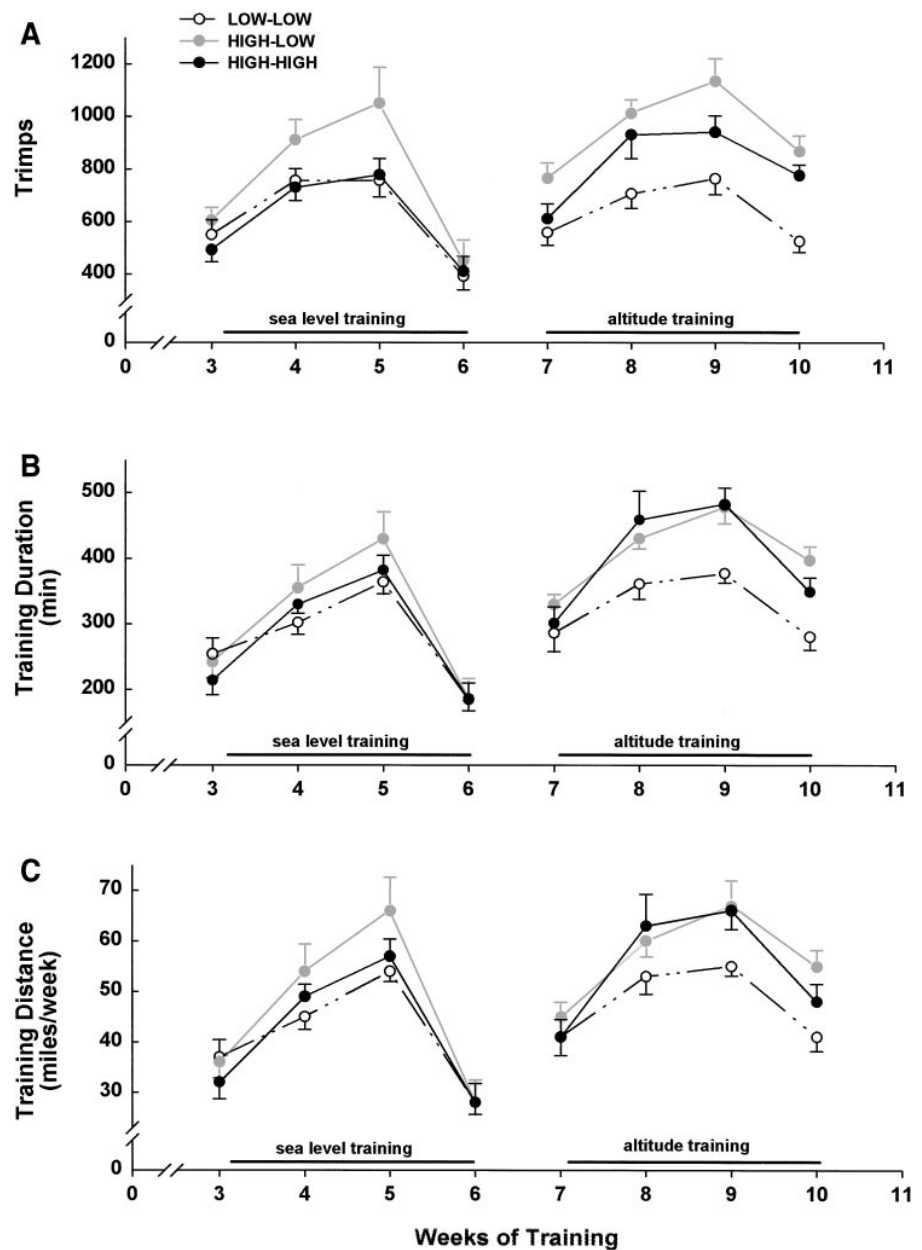 A
LOW-LOW
HIGH-LOW
HIGH-HIGH
Trimps
1200
1000
800
600
400
0
sea level training
altitude training
0 3 4 5 6 7 8 9 10 11
B
Training Duration
(min)
500
400
300
200
0
sea level training
altitude training
0 3 4 5 6 7 8 9 10 11
C
Training Distance
(miles/week)
70
60
50
40
30
0
sea level training
altitude training
0 3 4 5 6 7 8 9 10 11
Weeks of Training